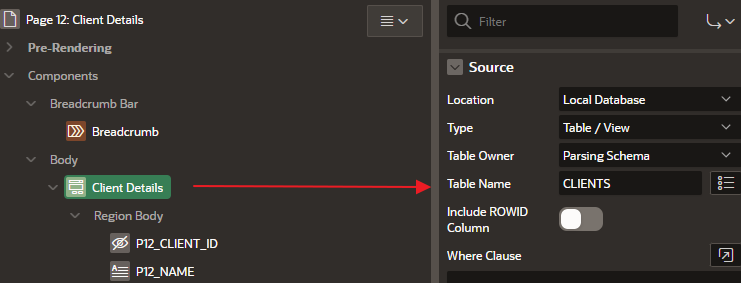 Page 12: Client Details
Pre-Rendering
Components
Breadcrumb Bar
Breadcrumb
Body
Client Details
Region Body
P12_CLIENT_ID
P12_NAME
Filter
Source
Location
Local Database
Type
Table / View
Table Owner
Parsing Schema
Table Name
CLIENTS
Include ROWID
Column
Where Clause